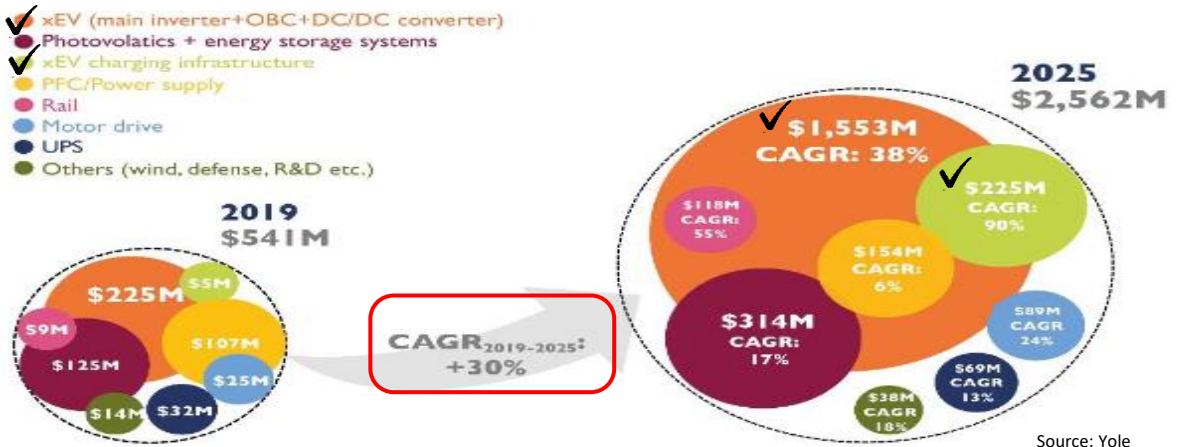 xEV (main inverter+OBC+DC/DC converter)
Photovolatics + energy storage systems
xEV charging infrastructure
PFC/Power supply
Rail
Motor drive
UPS
Others (wind, defense, R&D etc.)
2019
$541M
$225M
$5M
$9M
$107M
$125M
$25M
$14M
$32M
CAGR2019-2025:
+30%
2025
$2,562M
$1,553M
CAGR: 38%
$225M
CAGR:
90%
$118M
CAGR:
55%
$154M
CAGR:
6%
$314M
CAGR:
17%
$89M
CAGR
24%
$69M
CAGR
13%
$38M
CAGR
18%
Source: Yole